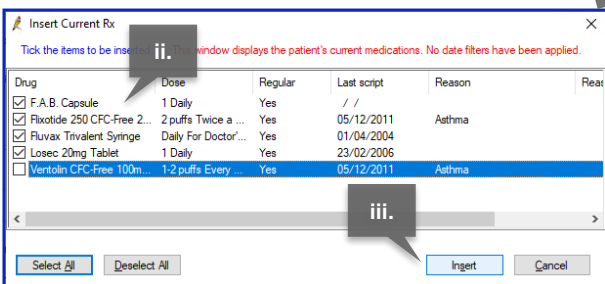 Insert Current Rx
Tick the items to be inserted. This window displays the patient's current medications. No date filters have been applied.
ii.
Drug Dose Regular Last script Reason Reas
F.A.B. Capsule 1 Daily Yes / /
Flixotide 250 CFC-Free 2... 2 puffs Twice a ... Yes 05/12/2011 Asthma
Fluvax Trivalent Syringe Daily For Doctor'... Yes 01/04/2004
Losec 20mg Tablet 1 Daily Yes 23/02/2006
Ventolin CFC-Free 100m... 1-2 puffs Every ... Yes 05/12/2011 Asthma
iii.
Select All Deselect All Insert Cancel